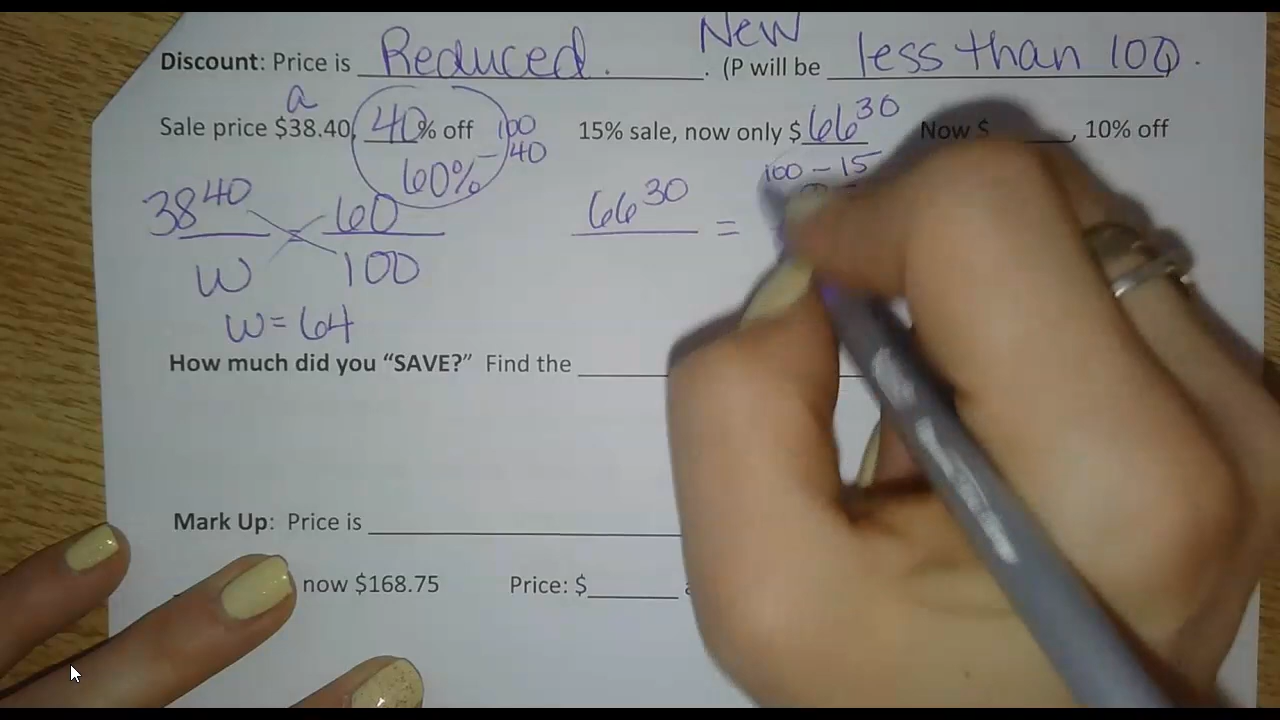 New
Discount: Price is Reduced. . (P will be less than 100.
a
Sale price $38.40, 40% off 100 15% sale, now only $66 30 Now $____, 10% off
60% - 40 100 - 15
38 40 60 66 30 =
W 100
W = 64
How much did you “SAVE?” Find the
Mark Up: Price is
now $168.75 Price: $